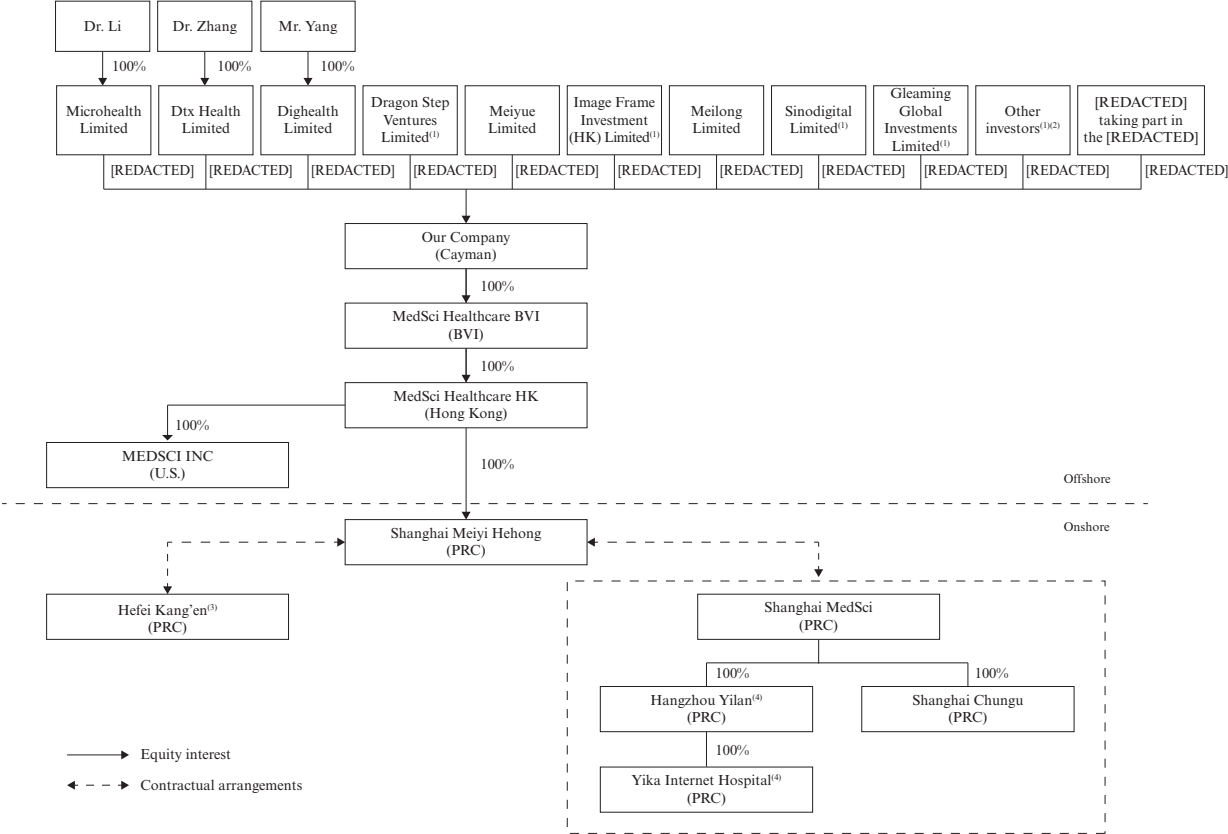 Dr. Li
Dr. Zhang
Mr. Yang
100%
100%
100%
Microhealth
Limited
Dtx Health
Limited
Dighealth
Limited
Dragon Step
Ventures
Limited(1)
Meiyue
Limited
Image Frame
Investment
(HK) Limited(1)
Meilong
Limited
Sinodigital
Limited(1)
Gleaming
Global
Investments
Limited(1)
Other
investors(1)(2)
[REDACTED]
taking part in
the [REDACTED]
[REDACTED]
[REDACTED]
[REDACTED]
[REDACTED]
[REDACTED]
[REDACTED]
[REDACTED]
[REDACTED]
[REDACTED]
[REDACTED]
[REDACTED]
Our Company
(Cayman)
100%
MedSci Healthcare BVI
(BVI)
100%
MedSci Healthcare HK
(Hong Kong)
100%
MEDSCI INC
(U.S.)
100%
Offshore
Onshore
Shanghai Meiyi Hehong
(PRC)
Hefei Kang'en(3)
(PRC)
Shanghai MedSci
(PRC)
100%
100%
Hangzhou Yilan(4)
(PRC)
Shanghai Chungu
(PRC)
100%
Yika Internet Hospital(4)
(PRC)
Equity interest
Contractual arrangements